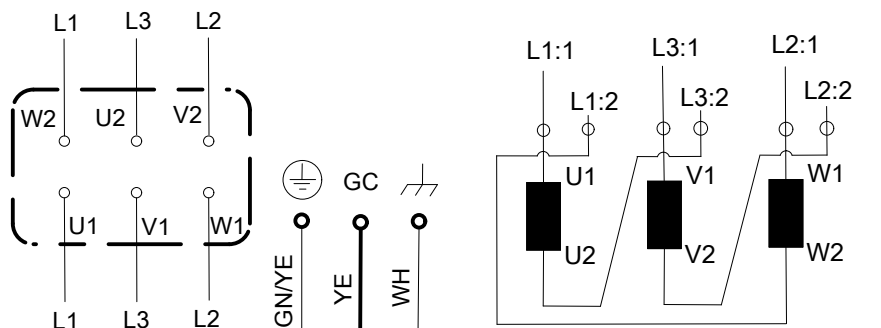 L1 L3 L2
W2 U2 V2
U1 V1 W1
L1 L3 L2
GC
GN/YE YE WH
L1:1 L3:1 L2:1
L1:2 L3:2 L2:2
U1 V1 W1
U2 V2 W2